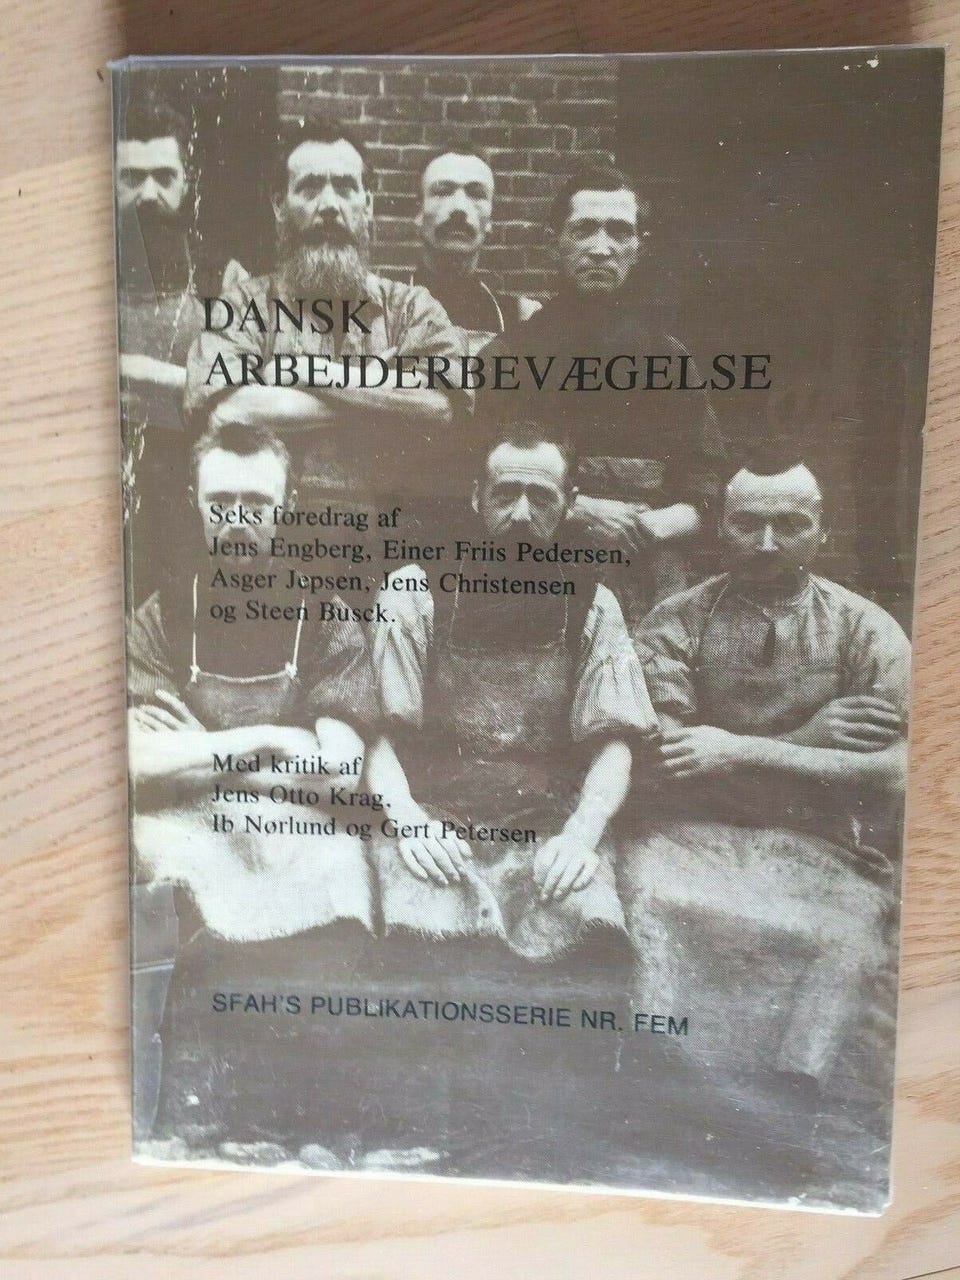 DANSK
ARBEJDERBEVÆGELSE
Seks foredrag af
Jens Engberg, Einer Friis Pedersen,
Asger Jepsen, Jens Christensen
og Steen Busck.
Med kritik af
Jens Otto Krag,
Ib Nørlund og Gert Petersen
SFAH'S PUBLIKATIONSSERIE NR. FEM